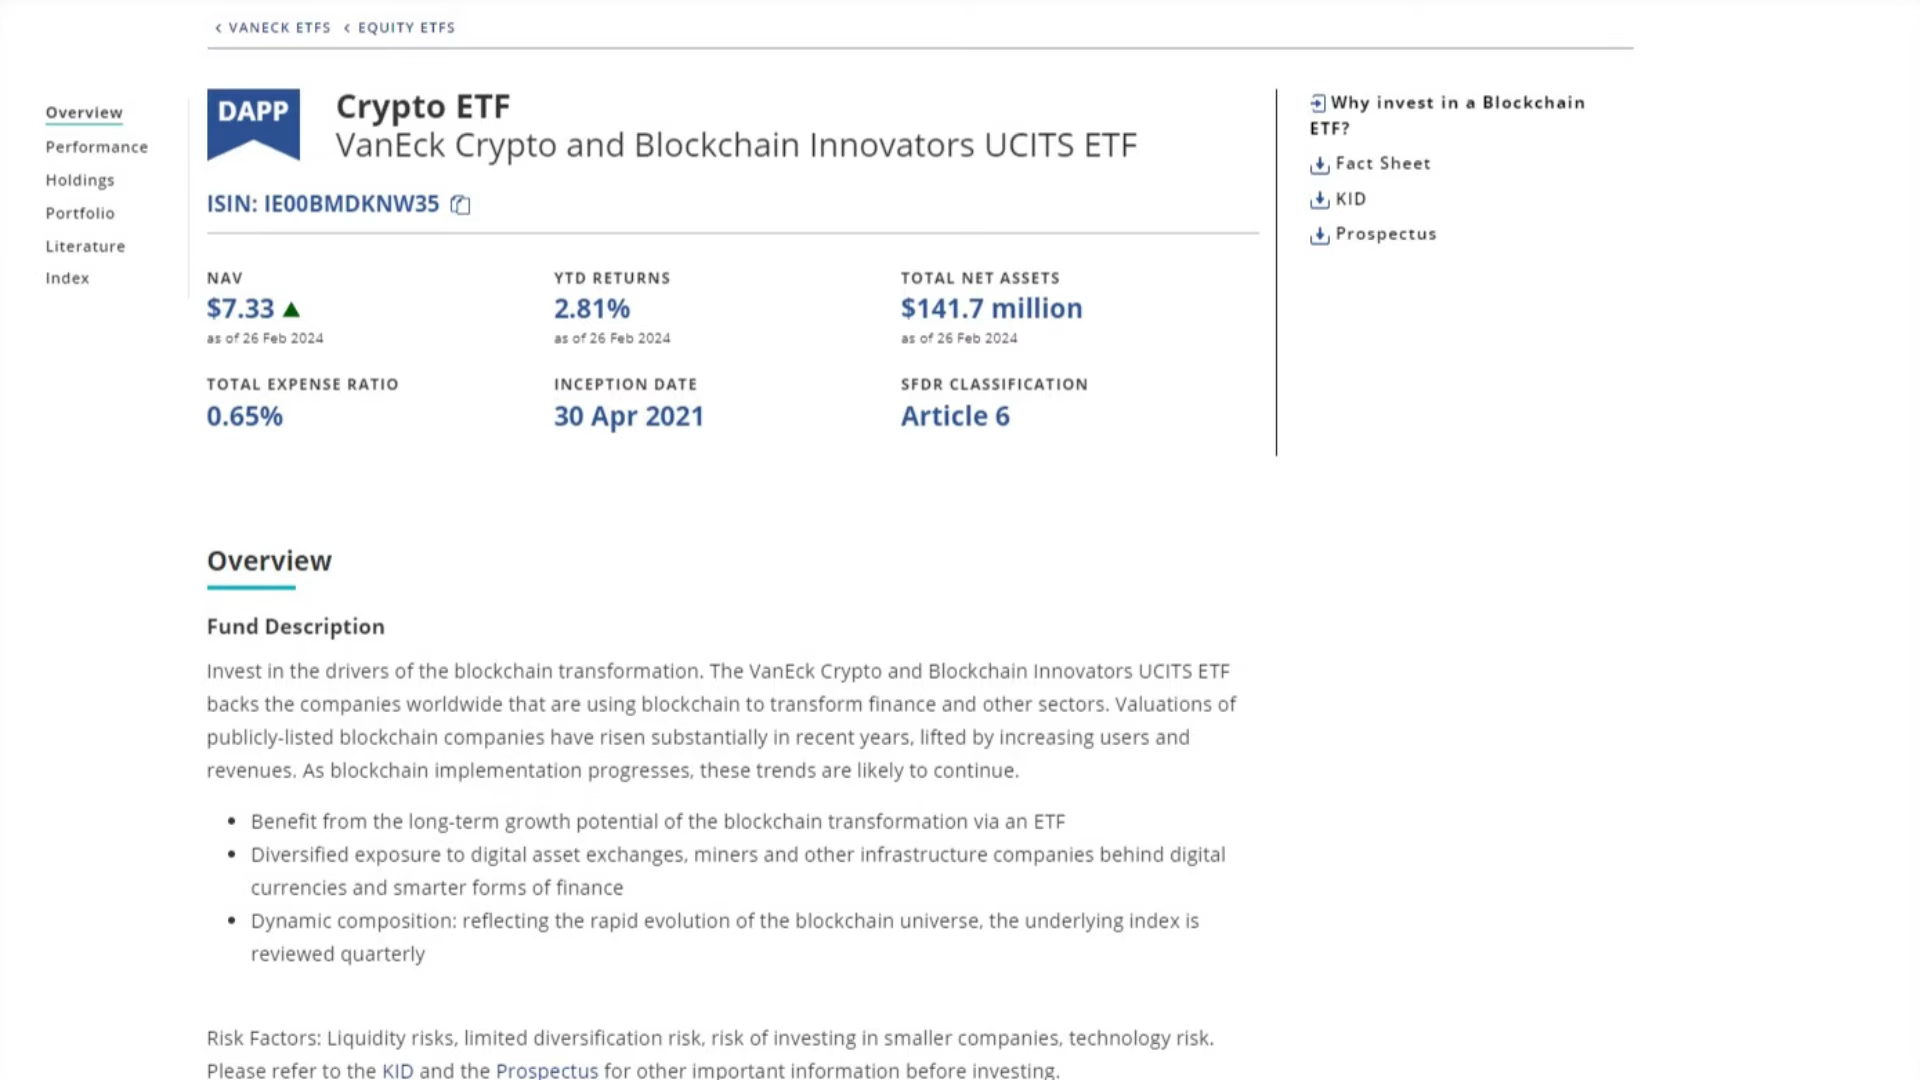 VANECK ETFS EQUITY ETFS
Overview
Performance
Holdings
Portfolio
Literature
Index
DAPP
Crypto ETF
VanEck Crypto and Blockchain Innovators UCITS ETF
ISIN: IE00BMDKNW35
NAV
$7.33
as of 26 Feb 2024
YTD RETURNS
2.81%
as of 26 Feb 2024
TOTAL NET ASSETS
$141.7 million
as of 26 Feb 2024
TOTAL EXPENSE RATIO
0.65%
INCEPTION DATE
30 Apr 2021
SFDR CLASSIFICATION
Article 6
Why invest in a Blockchain
ETF?
Fact Sheet
KID
Prospectus
Overview
Fund Description
Invest in the drivers of the blockchain transformation. The VanEck Crypto and Blockchain Innovators UCITS ETF
backs the companies worldwide that are using blockchain to transform finance and other sectors. Valuations of
publicly-listed blockchain companies have risen substantially in recent years, lifted by increasing users and
revenues. As blockchain implementation progresses, these trends are likely to continue.
• Benefit from the long-term growth potential of the blockchain transformation via an ETF
• Diversified exposure to digital asset exchanges, miners and other infrastructure companies behind digital
currencies and smarter forms of finance
• Dynamic composition: reflecting the rapid evolution of the blockchain universe, the underlying index is
reviewed quarterly
Risk Factors: Liquidity risks, limited diversification risk, risk of investing in smaller companies, technology risk.
Please refer to the KID and the Prospectus for other important information before investing.